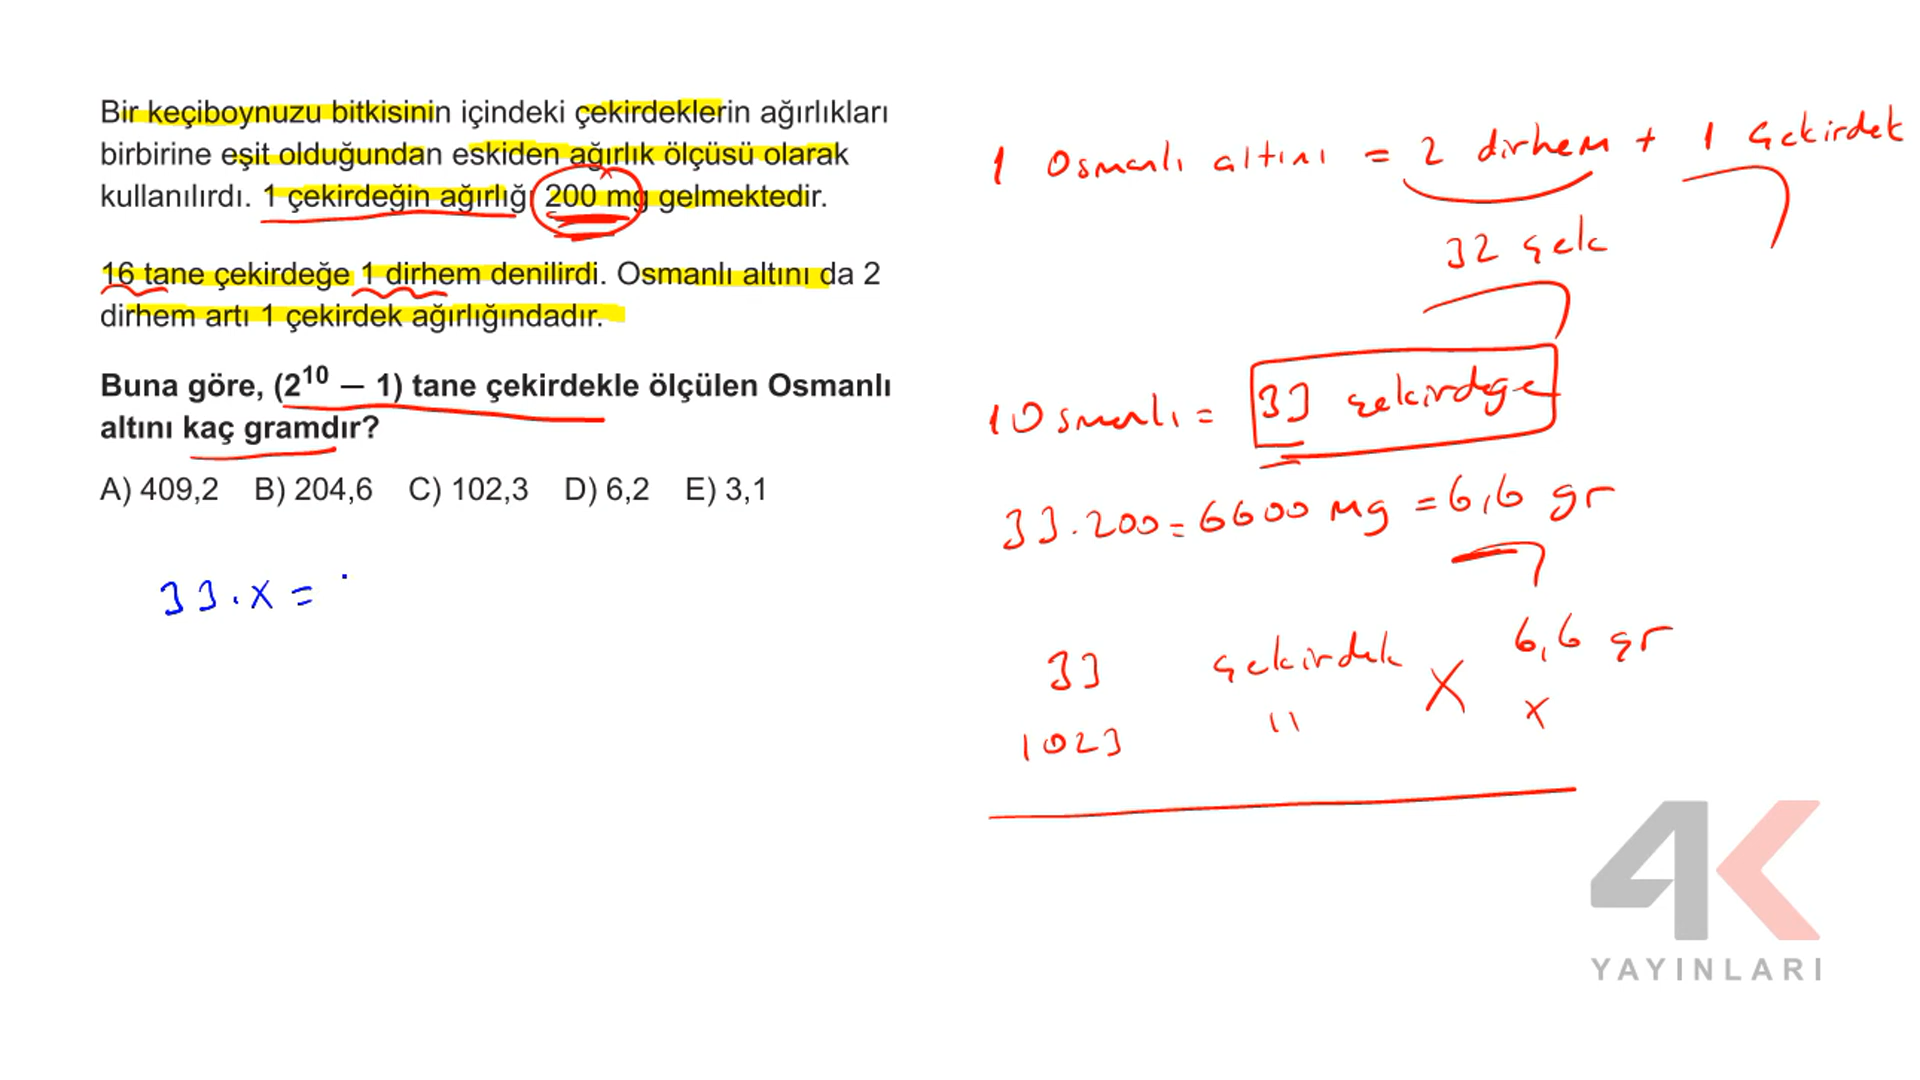 Bir keçiboynuzu bitkisinin içindeki çekirdeklerin ağırlıkları
birbirine eşit olduğundan eskiden ağırlık ölçüsü olarak
kullanılırdı. 1 çekirdeğin ağırlığı 200 mg gelmektedir.
16 tane çekirdeğe 1 dirhem denilirdi. Osmanlı altını da 2
dirhem artı 1 çekirdek ağırlığındadır.
Buna göre, (2¹⁰ – 1) tane çekirdekle ölçülen Osmanlı
altını kaç gramdır?
A) 409,2 B) 204,6 C) 102,3 D) 6,2 E) 3,1
33.x =
1 Osmanlı altını = 2 dirhem + 1 çekirdek
32 çek
1 Osmanlı = 33 çekirdeğe
33.200 = 6600 mg = 6,6 gr
33 çekirdek 6,6 gr
1023 " x
4K
YAYINLARI